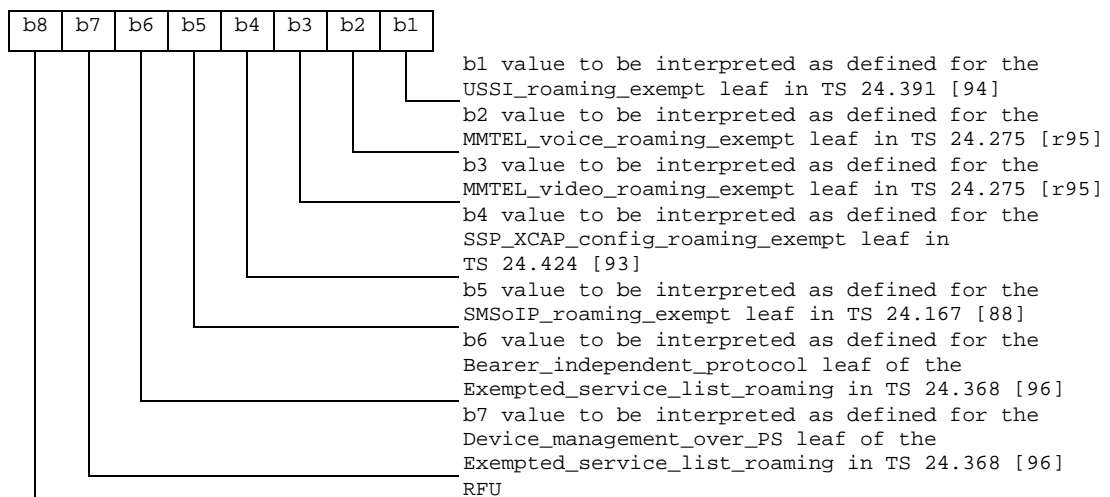 b8 b7 b6 b5 b4 b3 b2 b1
b1 value to be interpreted as defined for the
USSI_roaming_exempt leaf in TS 24.391 [94]
b2 value to be interpreted as defined for the
MMTEL_voice_roaming_exempt leaf in TS 24.275 [r95]
b3 value to be interpreted as defined for the
MMTEL_video_roaming_exempt leaf in TS 24.275 [r95]
b4 value to be interpreted as defined for the
SSP_XCAP_config_roaming_exempt leaf in
TS 24.424 [93]
b5 value to be interpreted as defined for the
SMSoIP_roaming_exempt leaf in TS 24.167 [88]
b6 value to be interpreted as defined for the
Bearer_independent_protocol leaf of the
Exempted_service_list_roaming in TS 24.368 [96]
b7 value to be interpreted as defined for the
Device_management_over_PS leaf of the
Exempted_service_list_roaming in TS 24.368 [96]
RFU